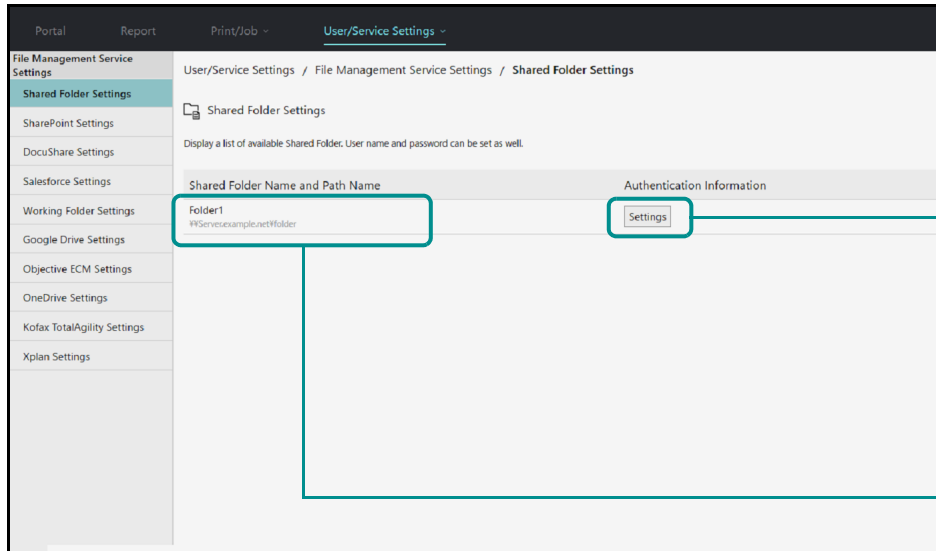 Portal Report Print/Job User/Service Settings
File Management Service
Settings
Shared Folder Settings
SharePoint Settings
DocuShare Settings
Salesforce Settings
Working Folder Settings
Google Drive Settings
Objective ECM Settings
OneDrive Settings
Kofax TotalAgility Settings
Xplan Settings
User/Service Settings / File Management Service Settings / Shared Folder Settings
Shared Folder Settings
Display a list of available Shared Folder. User name and password can be set as well.
Shared Folder Name and Path Name Authentication Information
Folder1 Settings
¥¥Serves.example.net¥folder